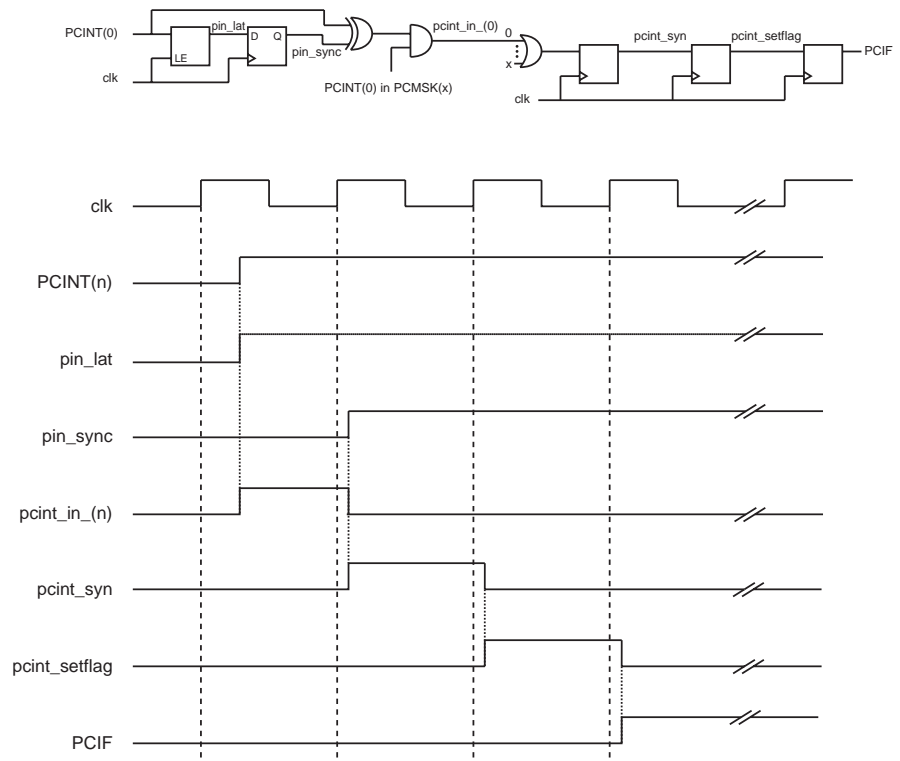 PCINT(0)
pin_lat
D Q
LE
pin_sync
clk
pcint_in_(0)
PCINT(0) in PCMSK(x)
0
x
pcint_syn
pcint_setflag
PCIF
clk
clk
PCINT(n)
pin_lat
pin_sync
pcint_in_(n)
pcint_syn
pcint_setflag
PCIF